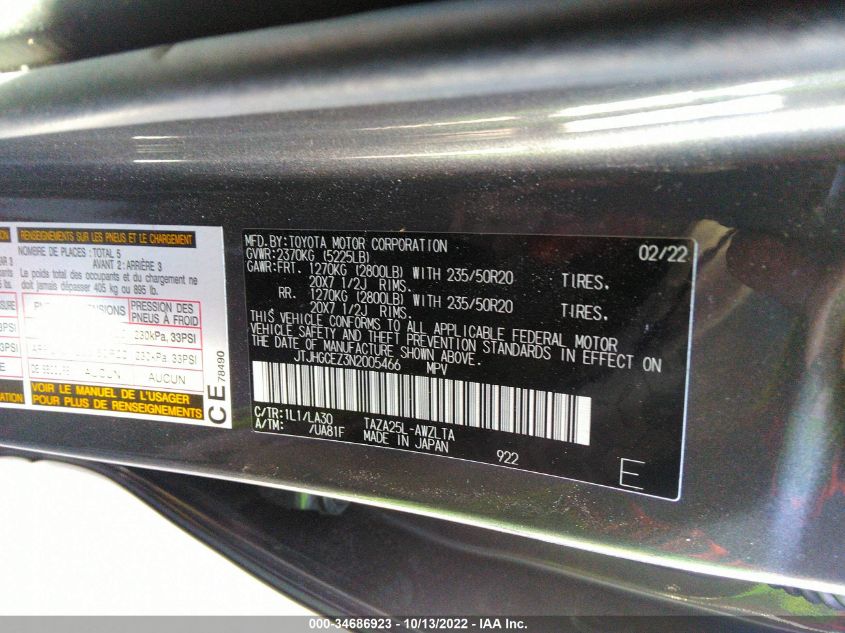 RENSEIGNEMENTS SUR LES PNEUS ET LE CHARGEMENT
NOMBRE DE PLACES: TOTAL 5
AVANT 2: ARRIÈRE 3
Le poids total des occupants et du chargement ne
doit jamais dépasser 405 kg ou 895 lb.
DIMENSIONS PRESSION DES
PNEUS À FROID
230kPa, 33PSI
230kPa, 33PSI
AUCUN AUCUN
VOIR LE MANUEL DE L'USAGER
POUR PLUS DE RENSEIGNEMENTS
CE 78490
MFD.BY:TOYOTA MOTOR CORPORATION 02/22
GVWR:2370KG (5225LB)
GAWR:FRT. 1270KG (2800LB) WITH 235/50R20 TIRES.
20X7 1/2J RIMS.
RR. 1270KG (2800LB) WITH 235/50R20 TIRES.
20X7 1/2J RIMS.
THIS VEHICLE CONFORMS TO ALL APPLICABLE FEDERAL MOTOR
VEHICLE SAFETY AND THEFT PREVENTION STANDARDS IN EFFECT ON
THE DATE OF MANUFACTURE SHOWN ABOVE.
JTJHGCEZ3N2005466 MPV
C/TR:1L1/LA30 TAZA25L-AWZLTA
A/TM: /UA81F MADE IN JAPAN 922
E
000-34686923 - 10/13/2022 - IAA Inc.